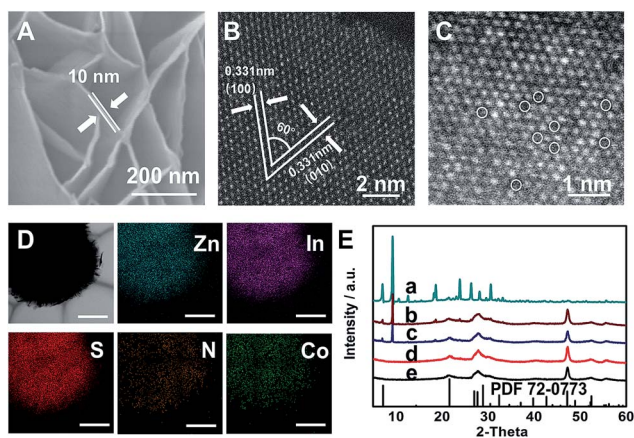 A
10 nm
200 nm
B
0.331nm
(100)
60°
0.331nm
(010)
2 nm
C
1 nm
D
Zn
In
S
N
Co
E
Intensity / a.u.
a
b
c
d
e
PDF 72-0773
10 20 30 40 50 60
2-Theta